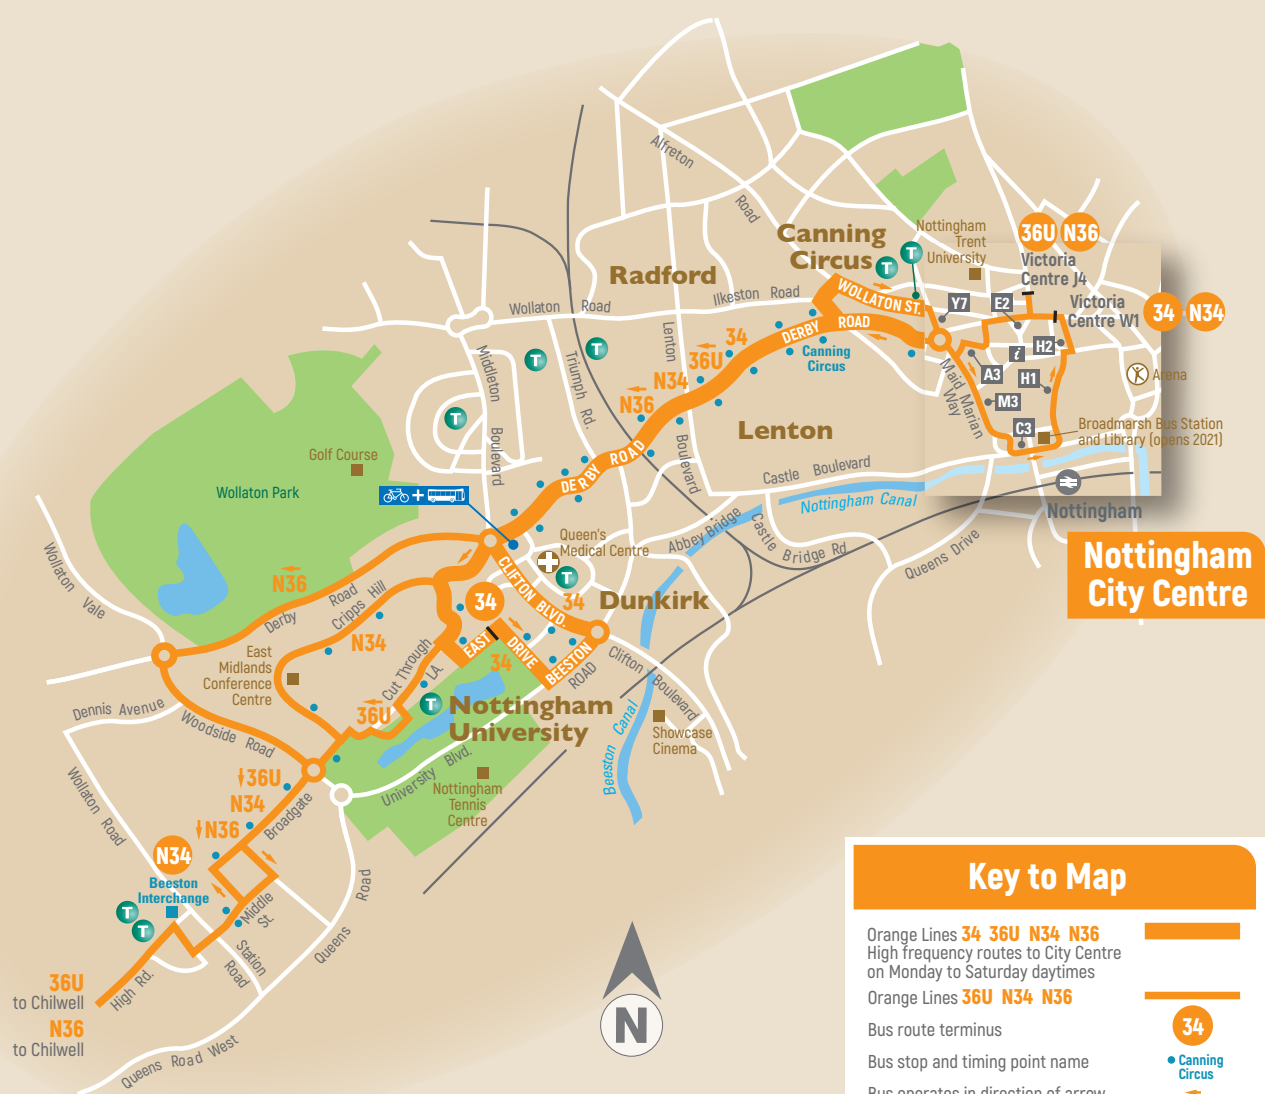 Alfreton
Road
Canning
Circus
Nottingham
Trent
University
T
T
36U
N36
Victoria
Centre J4
Radford
Wollaton Road
Ilkeston Road
WOLLATON ST.
Y7
E2
Victoria
Centre W1
34
N34
DERBY ROAD
Canning
Circus
H2
i
A3
H1
M3
C3
Arena
Maid Marian
Way
Broadmarsh Bus Station
and Library (opens 2021)
Nottingham
Nottingham
City Centre
T
T
T
Middleton
Boulevard
Triumph Rd.
Lenton
Boulevard
34
36U
N34
N36
Lenton
Castle Boulevard
Nottingham Canal
Abbey Bridge
Castle Bridge Rd
Queens Drive
DERBY ROAD
Golf Course
Wollaton Park
+
Queen's
Medical Centre
T
CLIFTON BLVD.
34
Dunkirk
34
EAST
DRIVE
34
BEESTON
ROAD
Clifton Boulevard
Wollaton Vale
N36
Derby Road
Cripps Hill
N34
East
Midlands
Conference
Centre
Cut Through
LA.
36U
T
Nottingham
University
Beeston Canal
Showcase
Cinema
Dennis Avenue
Woodside Road
University Blvd.
Nottingham
Tennis
Centre
Wollaton Road
36U
N34
N36
Broadgate
N34
Beeston
Interchange
T
T
Middle
St.
Station
Road
Queens
Road
High Rd.
36U
to Chilwell
N36
to Chilwell
Queens Road West
N
Key to Map
Orange Lines 34 36U N34 N36
High frequency routes to City Centre
on Monday to Saturday daytimes
Orange Lines 36U N34 N36
Bus route terminus
34
Bus stop and timing point name
Canning
Circus
Bus operates in direction of arrow